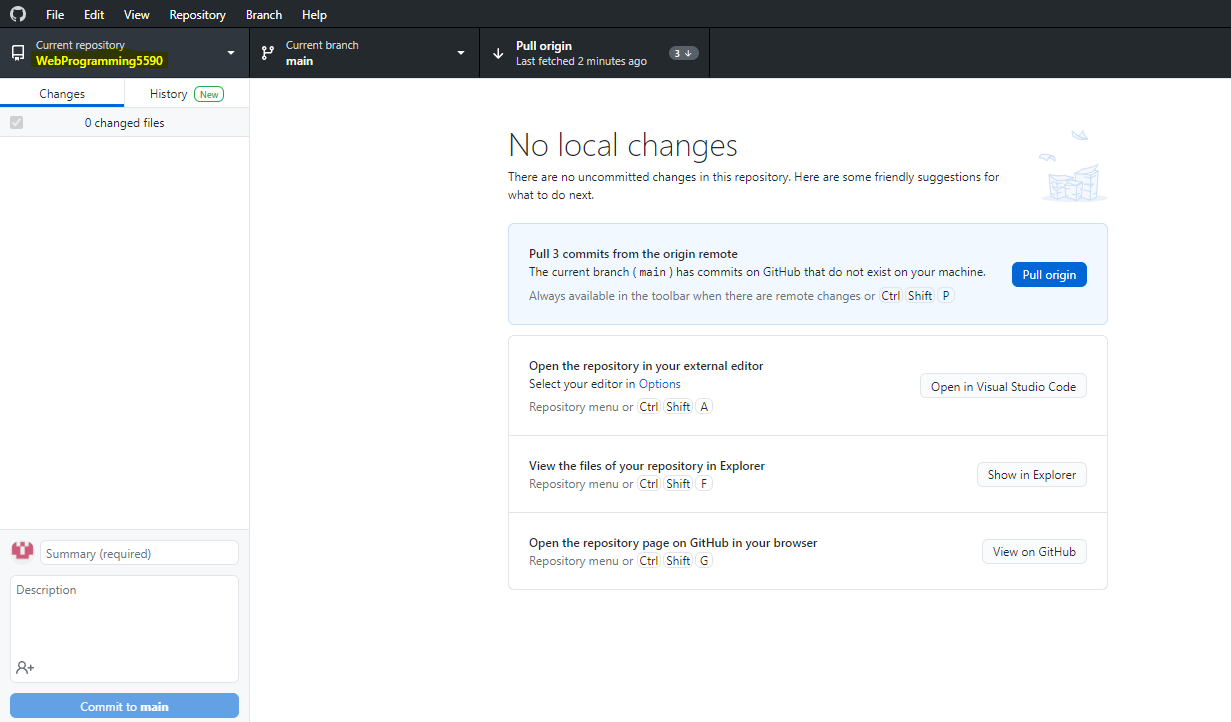 File Edit View Repository Branch Help
Current repository
WebProgramming5590
Current branch
main
Pull origin
Last fetched 2 minutes ago
3
Changes
History New
0 changed files
No local changes
There are no uncommitted changes in this repository. Here are some friendly suggestions for
what to do next.
Pull 3 commits from the origin remote
The current branch ( main ) has commits on GitHub that do not exist on your machine.
Always available in the toolbar when there are remote changes or Ctrl Shift P
Pull origin
Open the repository in your external editor
Select your editor in Options
Repository menu or Ctrl Shift A
Open in Visual Studio Code
View the files of your repository in Explorer
Repository menu or Ctrl Shift F
Show in Explorer
Open the repository page on GitHub in your browser
Repository menu or Ctrl Shift G
View on GitHub
Summary (required)
Description
Commit to main